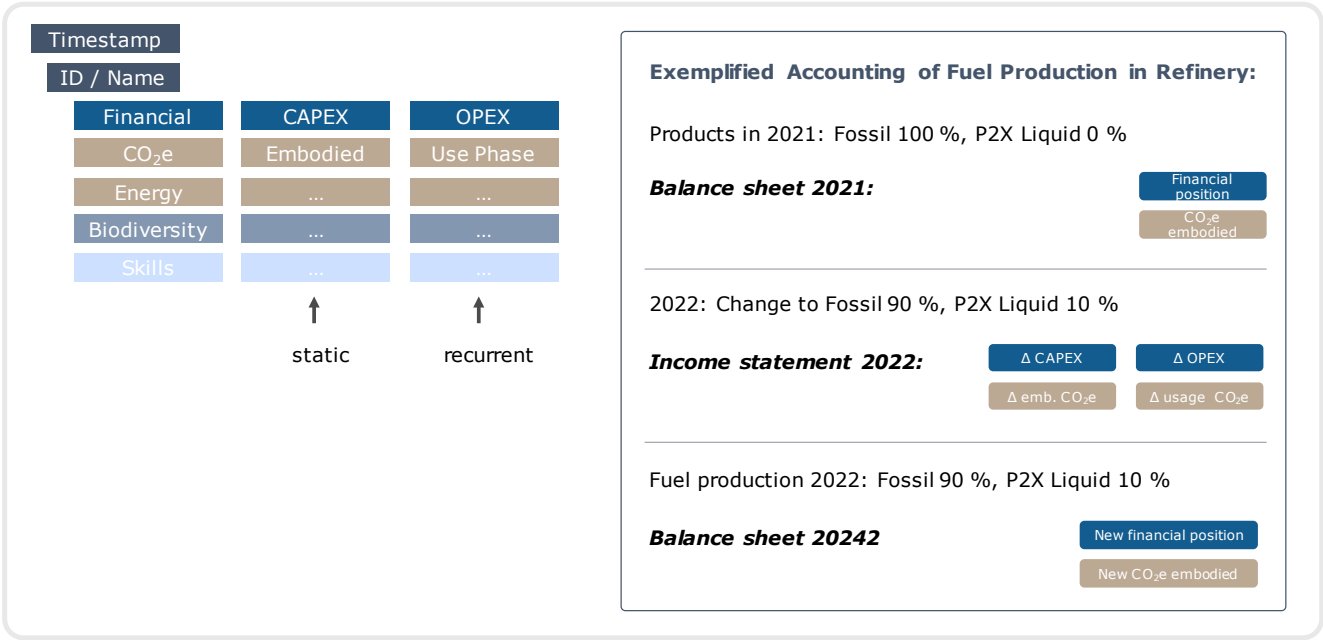 Timestamp
ID / Name
Financial CAPEX OPEX
CO₂e Embodied Use Phase
Energy ... ...
Biodiversity ... ...
Skills ... ...
static recurrent
Exemplified Accounting of Fuel Production in Refinery:
Products in 2021: Fossil 100 %, P2X Liquid 0 %
Balance sheet 2021:
Financial
position
CO₂e
embodied
2022: Change to Fossil 90 %, P2X Liquid 10 %
Income statement 2022:
Δ CAPEX Δ OPEX
Δ emb. CO₂e Δ usage CO₂e
Fuel production 2022: Fossil 90 %, P2X Liquid 10 %
Balance sheet 20242
New financial position
New CO₂e embodied